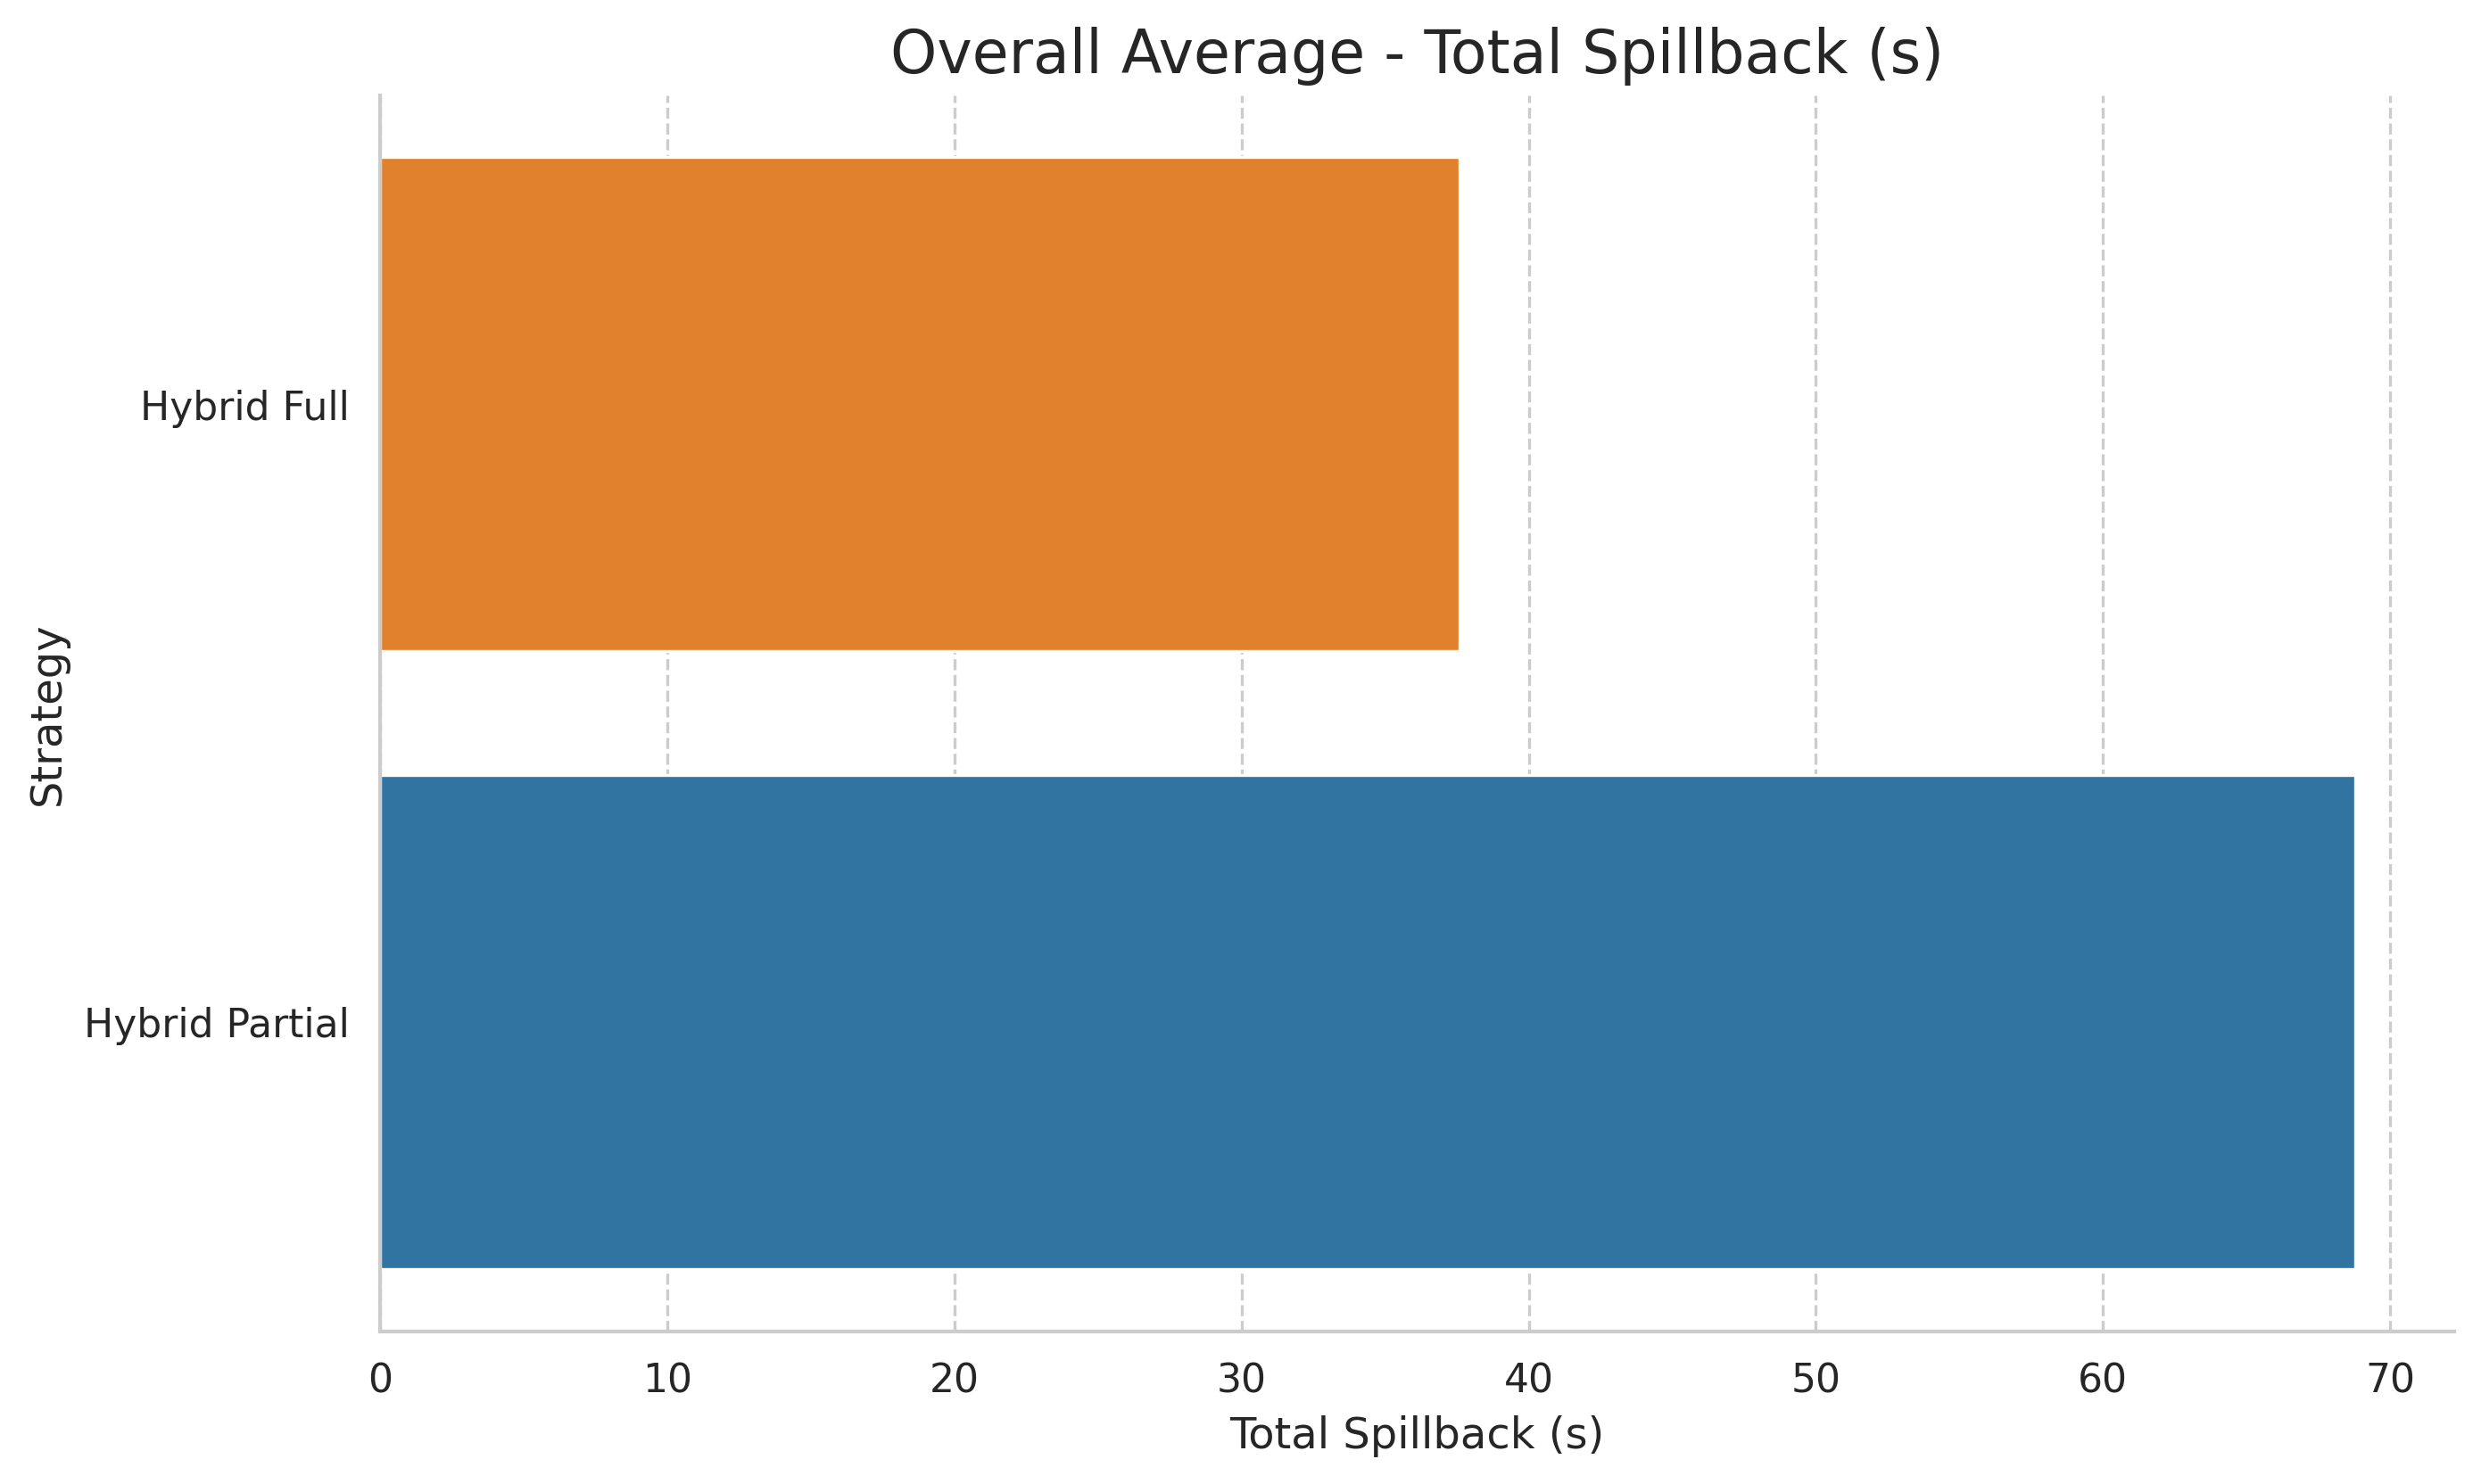 Overall Average - Total Spillback (s)
Strategy
Hybrid Full
Hybrid Partial
0 10 20 30 40 50 60 70
Total Spillback (s)